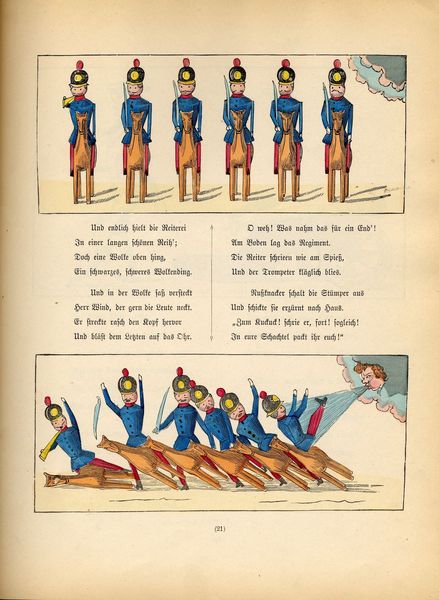 Und endlich hielt die Reiterei
In einer langen schönen Reih';
Doch eine Wolke oben hing,
Ein schwarzes, schweres Wolkending.
Und in der Wolke saß versteckt
Herr Wind, der gern die Leute neckt.
Er streckte rasch den Kopf hervor
Und bläst dem Letzten auf das Ohr.
O weh! Was nahm das für ein End'!
Am Boden lag das Regiment.
Die Reiter schrieen wie am Spieß,
Und der Trompeter kläglich blies.
Nußknacker schalt die Stümper aus
Und schickte sie erzürnt nach Haus.
„Zum Kuckuck! schrie er, fort! sogleich!
In eure Schachtel packt ihr euch!“
(21)